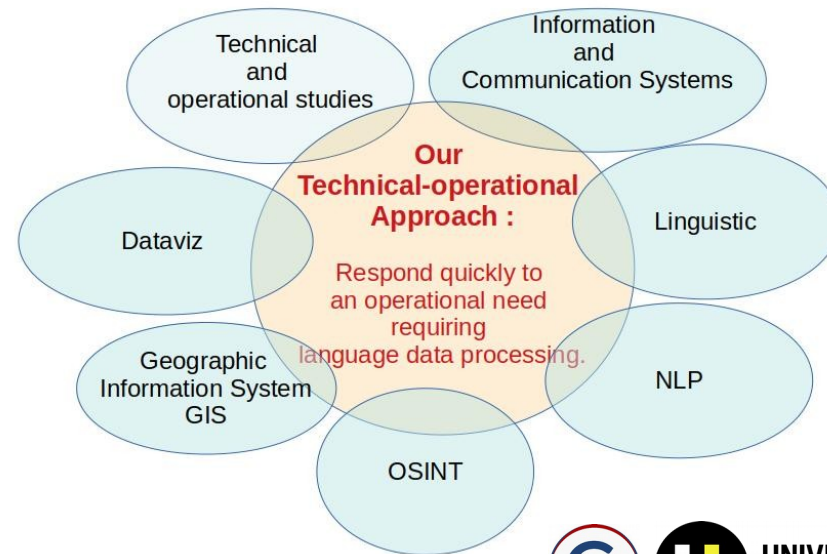 Technical
and
operational studies
Information
and
Communication Systems
Our
Technical-operational
Approach :
Respond quickly to
an operational need
requiring
language data processing.
Linguistic
NLP
OSINT
Geographic
Information System
GIS
Dataviz